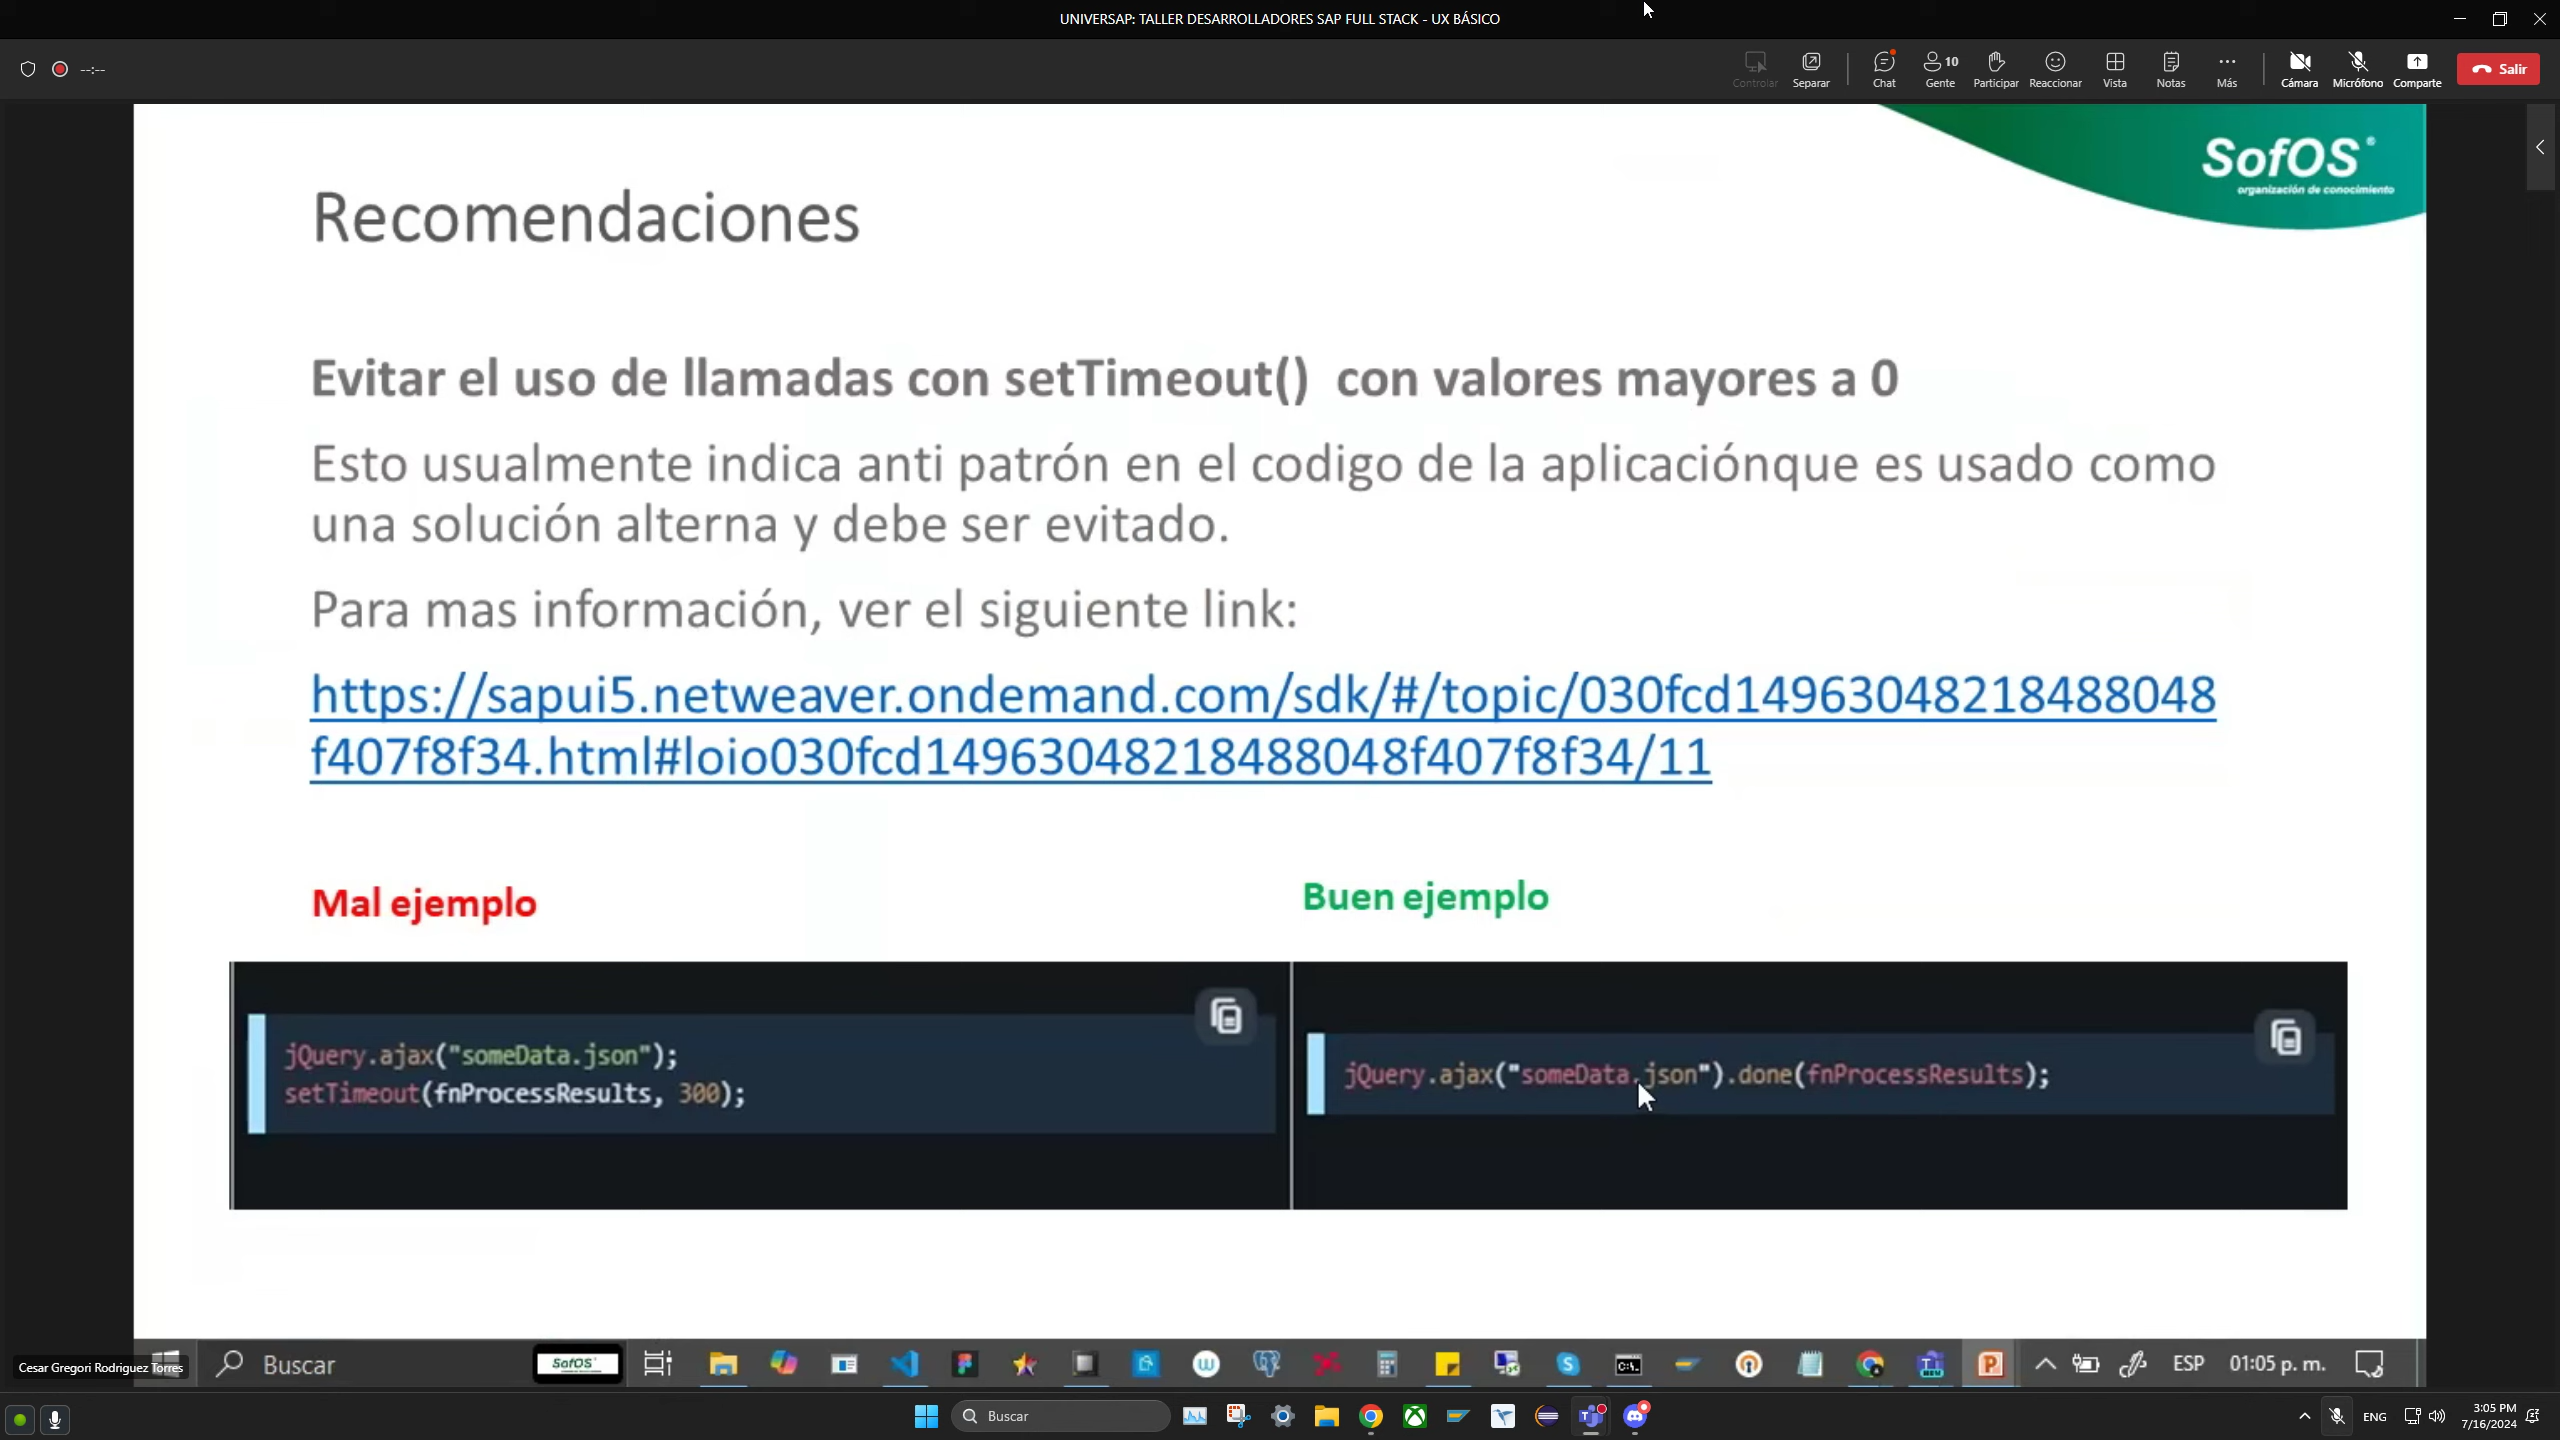 UNIVERSAP: TALLER DESARROLLADORES SAP FULL STACK - UX BÁSICO
--:--
Controlar
Separar
Chat
10
Gente
Participar
Reaccionar
Vista
Notas
Más
Cámara
Micrófono
Comparte
Salir
SofOS®
organización de conocimiento
Recomendaciones
Evitar el uso de llamadas con setTimeout() con valores mayores a 0
Esto usualmente indica anti patrón en el codigo de la aplicaciónque es usado como
una solución alterna y debe ser evitado.
Para mas información, ver el siguiente link:
https://sapui5.netweaver.ondemand.com/sdk/#/topic/030fcd14963048218488048
f407f8f34.html#loio030fcd14963048218488048f407f8f34/11
Mal ejemplo
Buen ejemplo
jQuery.ajax("someData.json");
setTimeout(fnProcessResults, 300);
jQuery.ajax("someData.json").done(fnProcessResults);
Cesar Gregori Rodriguez Torres
Buscar
SofOS
ESP
01:05 p. m.
Buscar
ENG
3:05 PM
7/16/2024